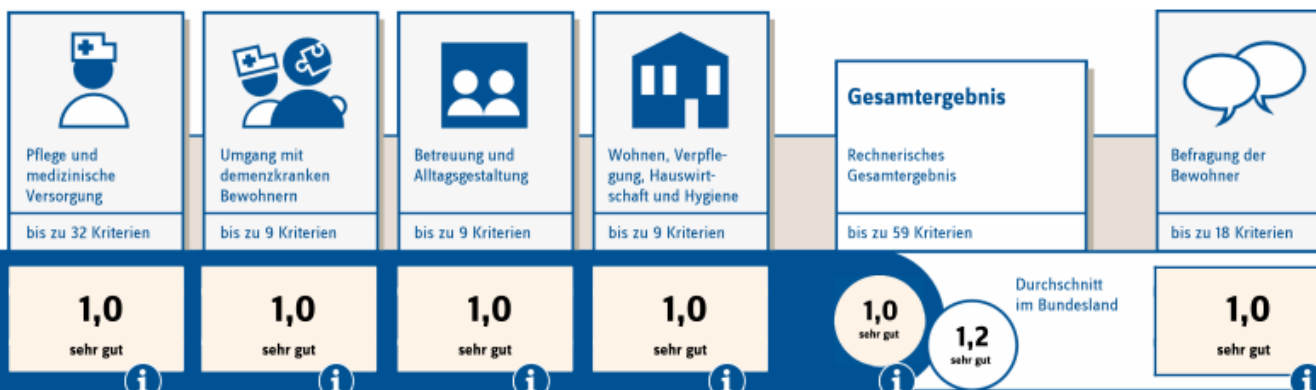 Pflege und
medizinische
Versorgung
bis zu 32 Kriterien
1,0
sehr gut
i
Umgang mit
demenzkranken
Bewohnern
bis zu 9 Kriterien
1,0
sehr gut
i
Betreuung und
Alltagsgestaltung
bis zu 9 Kriterien
1,0
sehr gut
i
Wohnen, Verpfle-
gung, Hauswirt-
schaft und Hygiene
bis zu 9 Kriterien
1,0
sehr gut
i
Gesamtergebnis
Rechnerisches
Gesamtergebnis
bis zu 59 Kriterien
1,0
sehr gut
i
1,2
sehr gut
Durchschnitt
im Bundesland
Befragung der
Bewohner
bis zu 18 Kriterien
1,0
sehr gut
i